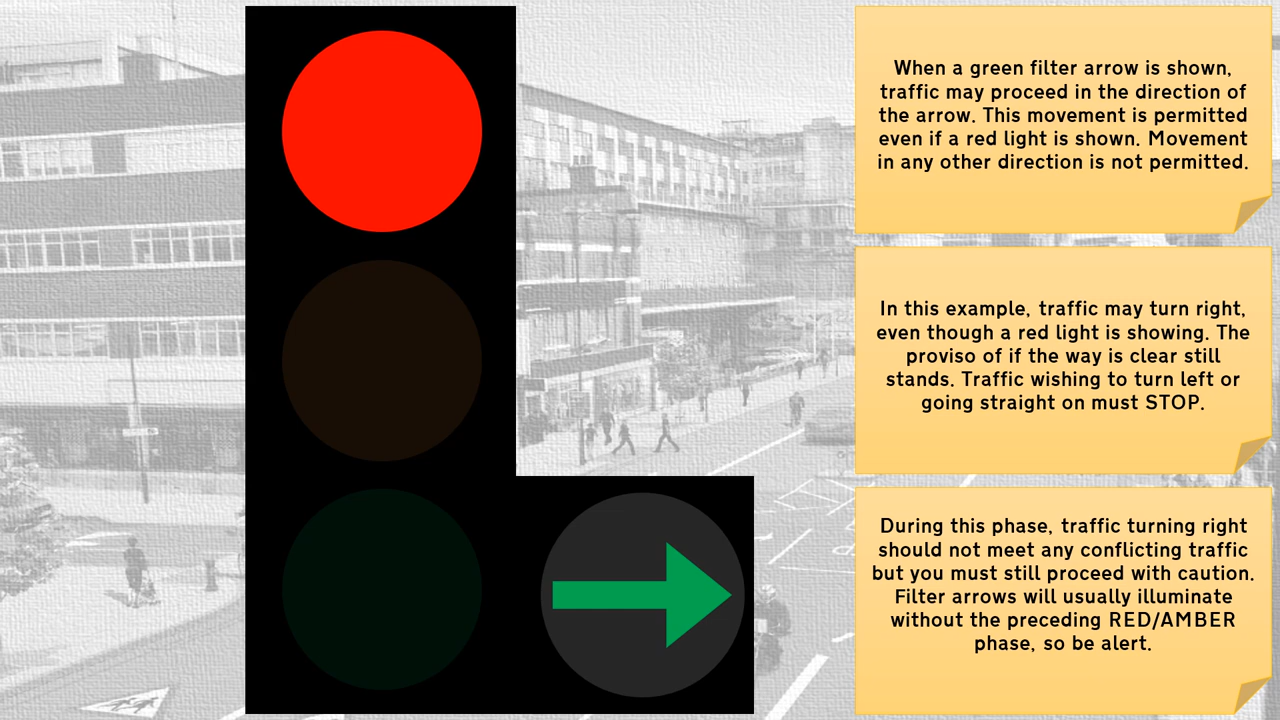 When a green filter arrow is shown,
traffic may proceed in the direction of
the arrow. This movement is permitted
even if a red light is shown. Movement
in any other direction is not permitted.
In this example, traffic may turn right,
even though a red light is showing. The
proviso of if the way is clear still
stands. Traffic wishing to turn left or
going straight on must STOP.
During this phase, traffic turning right
should not meet any conflicting traffic
but you must still proceed with caution.
Filter arrows will usually illuminate
without the preceding RED/AMBER
phase, so be alert.